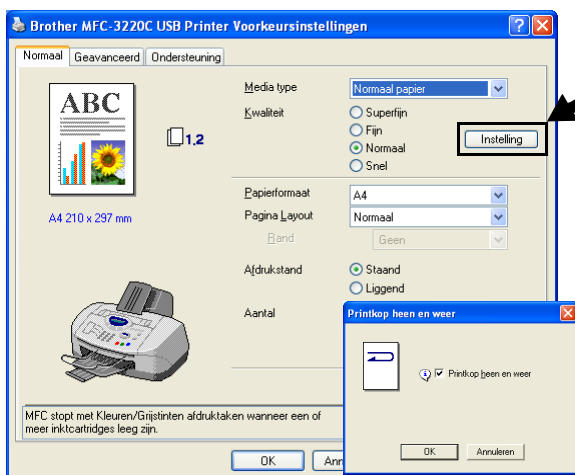 Brother MFC-3220C USB Printer Voorkeursinstellingen
Normaal Geavanceerd Ondersteuning
ABC
1.2
A4 210 x 297 mm
Media type Normaal papier
Kwaliteit Superfijn
Fijn
Normaal
Snel
Instelling
Papierformaat A4
Pagina Layout Normaal
Rand Geen
Afdrukstand Staand
Liggend
Aantal
MFC stopt met Kleuren/Grijstinten afdruktaken wanneer een of
meer inktcartridges leeg zijn.
OK Ann
Printkop heen en weer
Printkop heen en weer
OK Annuleren